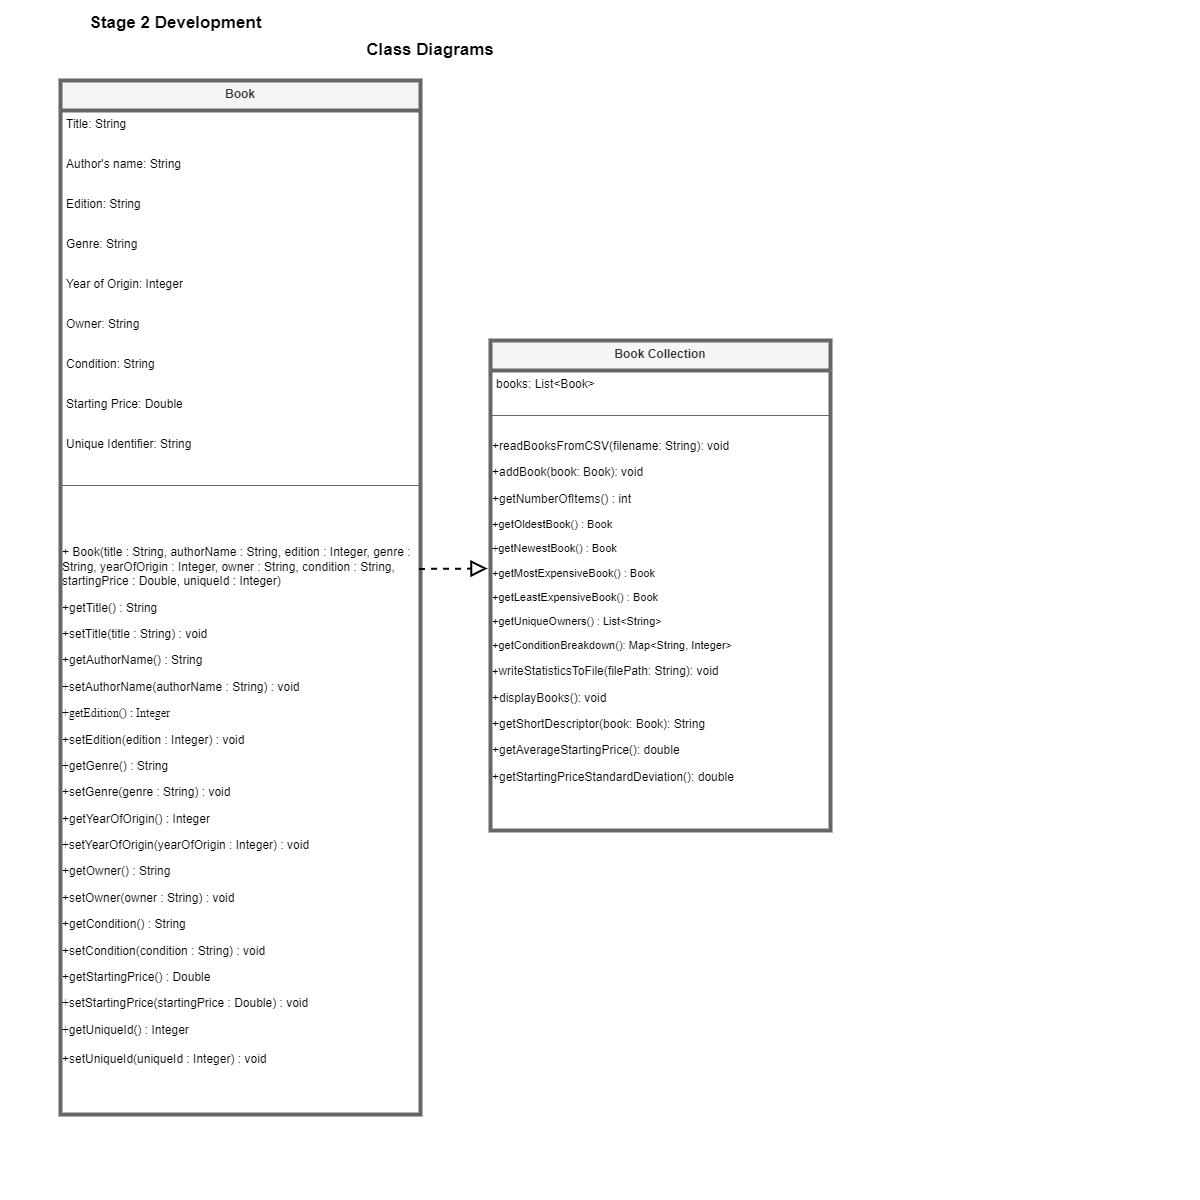 Stage 2 Development
Class Diagrams
Book
Title: String
Author's name: String
Edition: String
Genre: String
Year of Origin: Integer
Owner: String
Condition: String
Starting Price: Double
Unique Identifier: String
+ Book(title : String, authorName : String, edition : Integer, genre :
String, yearOfOrigin : Integer, owner : String, condition : String,
startingPrice : Double, uniqueId : Integer)
+getTitle() : String
+setTitle(title : String) : void
+getAuthorName() : String
+setAuthorName(authorName : String) : void
+getEdition() : Integer
+setEdition(edition : Integer) : void
+getGenre() : String
+setGenre(genre : String) : void
+getYearOfOrigin() : Integer
+setYearOfOrigin(yearOfOrigin : Integer) : void
+getOwner() : String
+setOwner(owner : String) : void
+getCondition() : String
+setCondition(condition : String) : void
+getStartingPrice() : Double
+setStartingPrice(startingPrice : Double) : void
+getUniqueId() : Integer
+setUniqueId(uniqueId : Integer) : void
Book Collection
books: List<Book>
+readBooksFromCSV(filename: String): void
+addBook(book: Book): void
+getNumberOfItems() : int
+getOldestBook() : Book
+getNewestBook() : Book
+getMostExpensiveBook() : Book
+getLeastExpensiveBook() : Book
+getUniqueOwners() : List<String>
+getConditionBreakdown(): Map<String, Integer>
+writeStatisticsToFile(filePath: String): void
+displayBooks(): void
+getShortDescriptor(book: Book): String
+getAverageStartingPrice(): double
+getStartingPriceStandardDeviation(): double